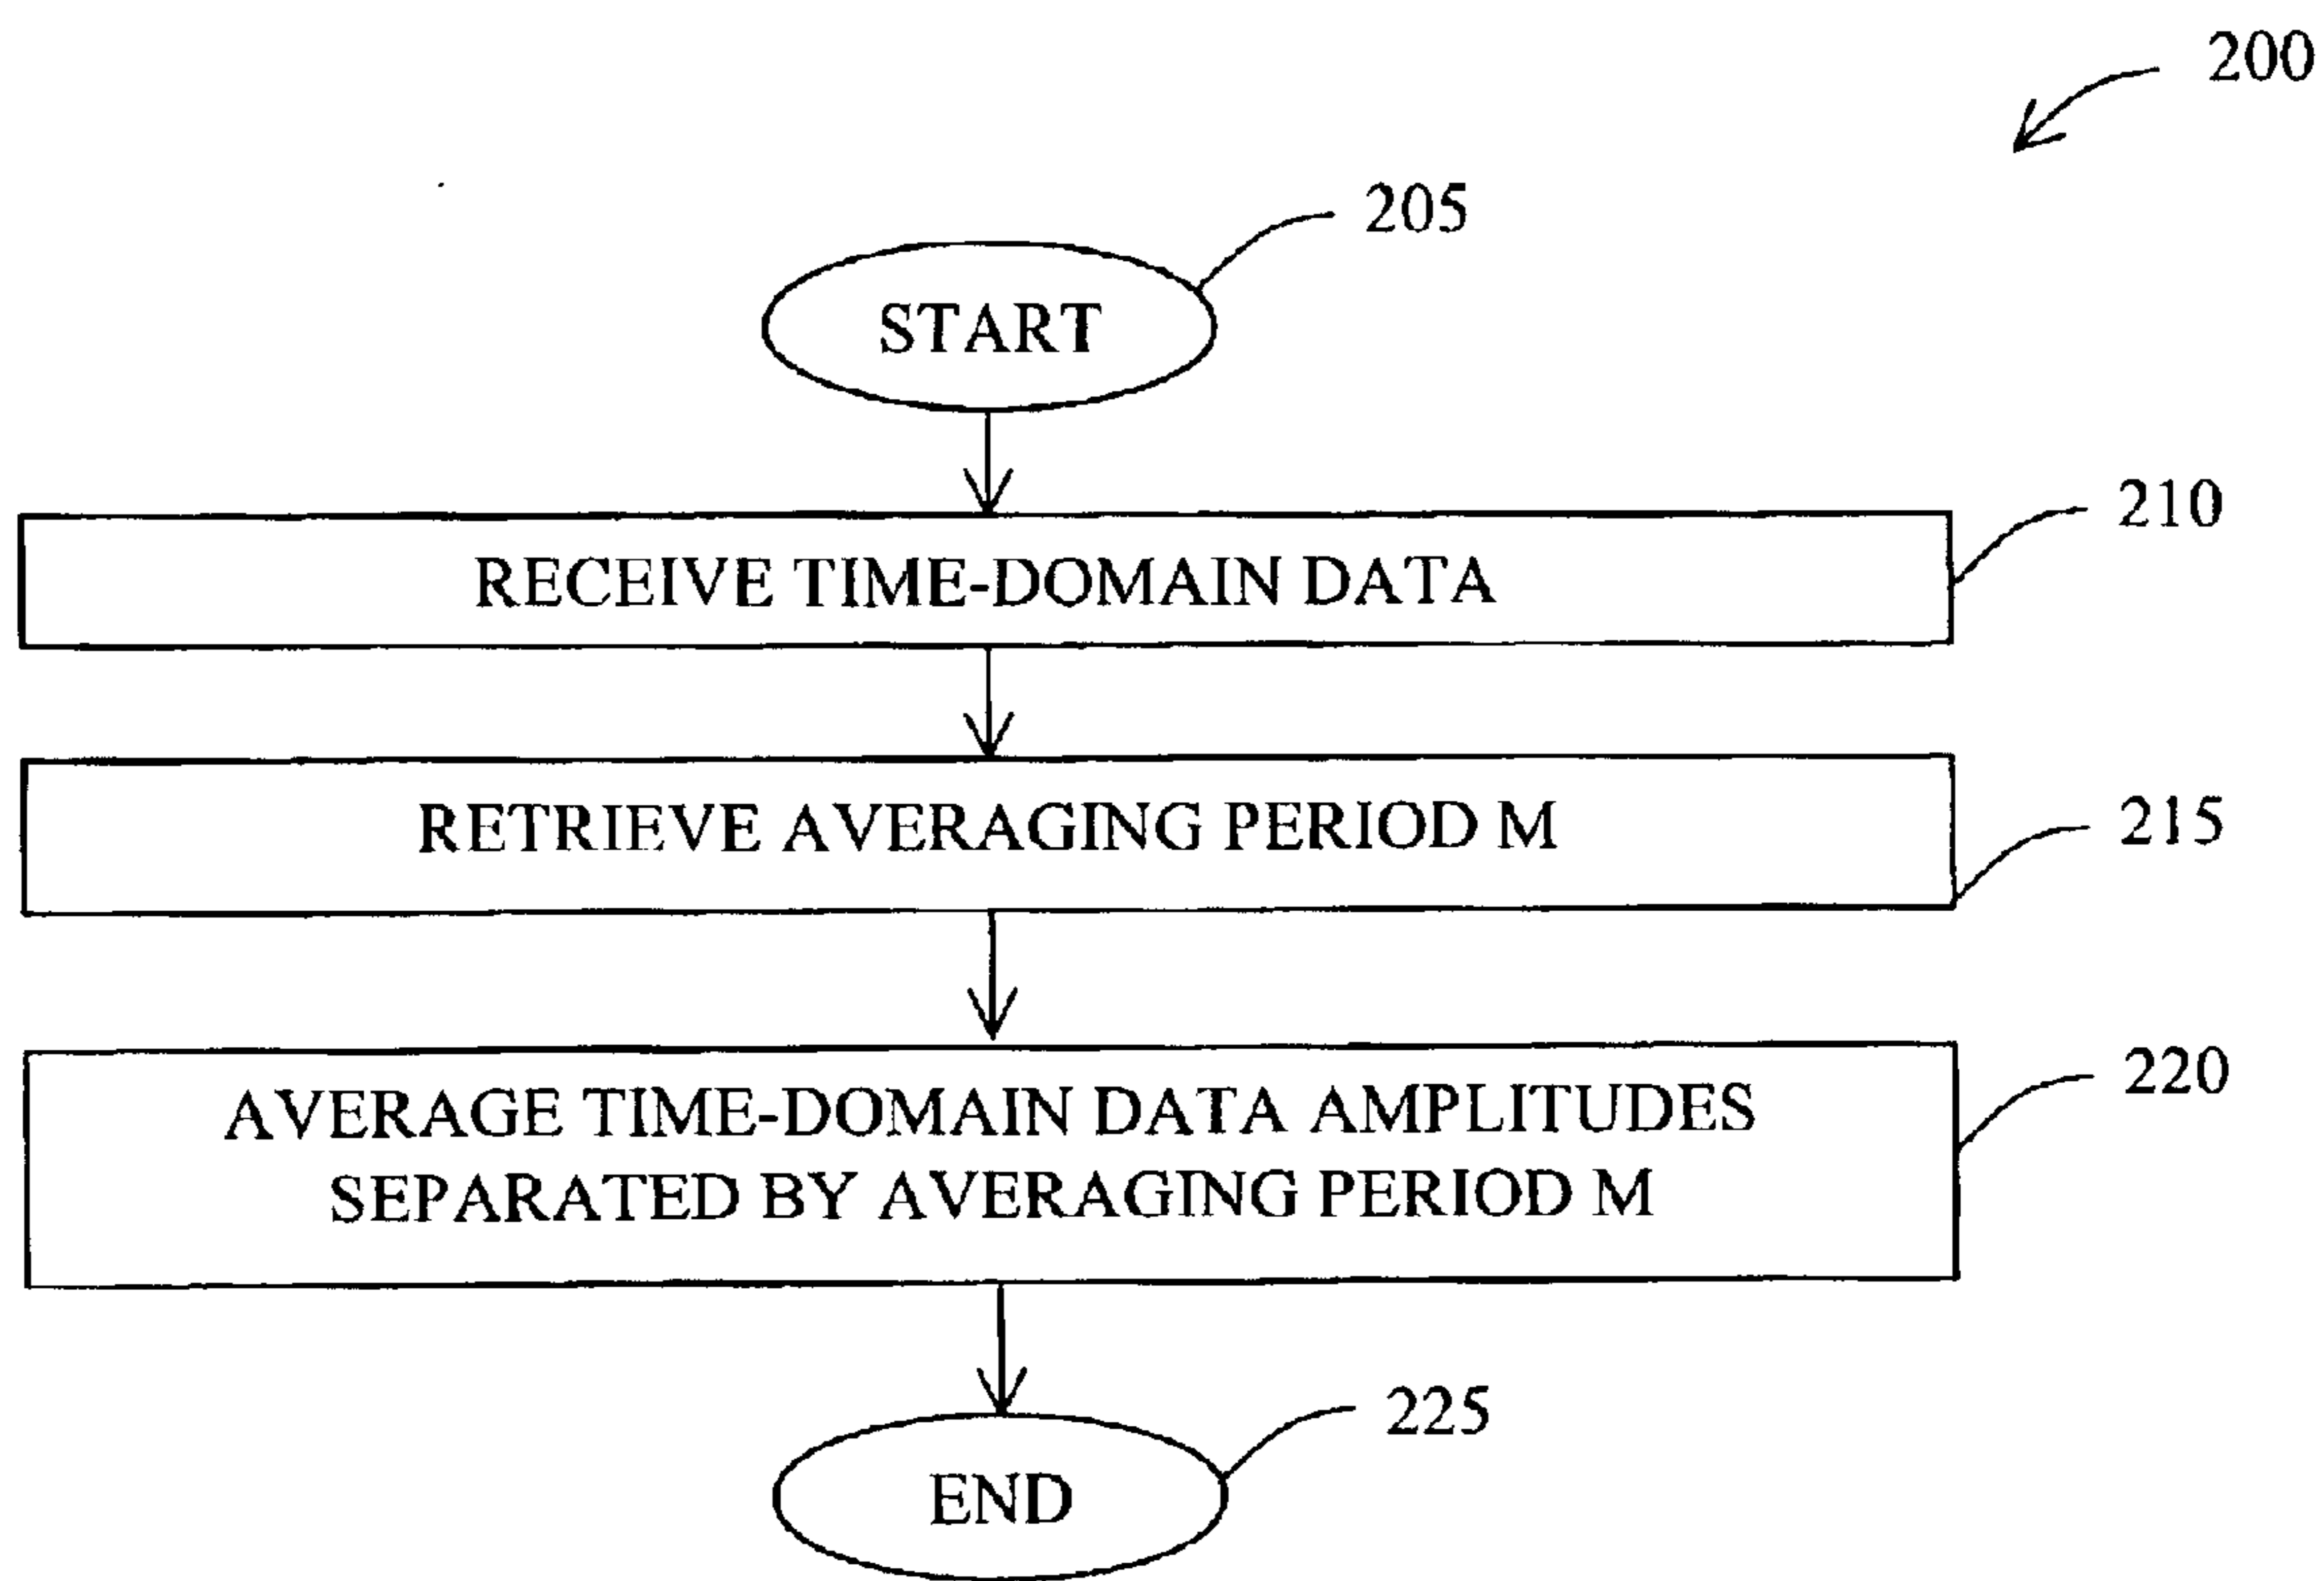 200
205
START
210
RECEIVE TIME-DOMAIN DATA
RETRIEVE AVERAGING PERIOD M
215
220
AVERAGE TIME-DOMAIN DATA AMPLITUDES
SEPARATED BY AVERAGING PERIOD M
225
END